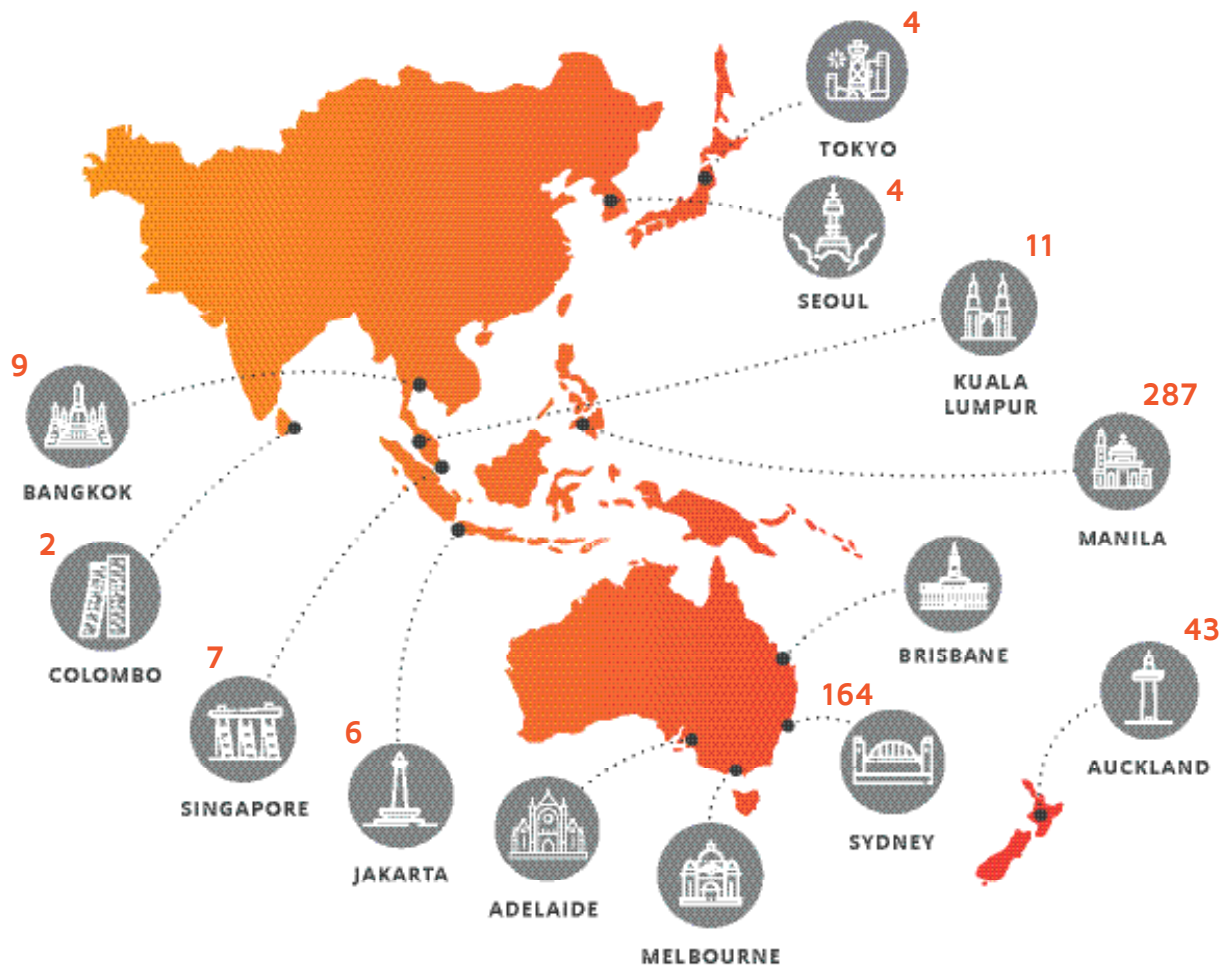 4
TOKYO
4
SEOUL
11
KUALA
LUMPUR
9
BANGKOK
287
MANILA
2
COLOMBO
BRISBANE
43
AUCKLAND
7
SINGAPORE
164
SYDNEY
6
JAKARTA
ADELAIDE
MELBOURNE